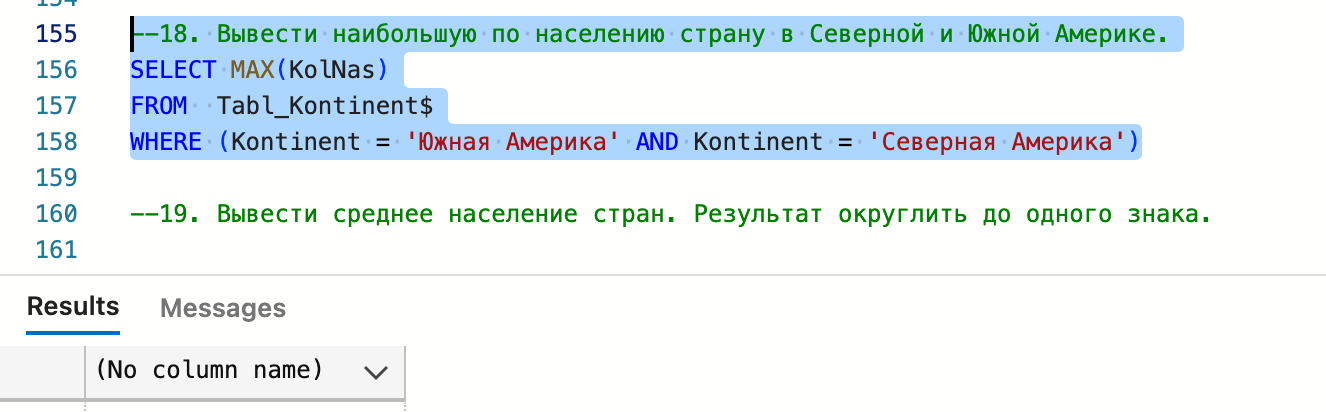 154
155 --18. Вывести наибольшую по населению страну в Северной и Южной Америке.
156 SELECT MAX(KolNas)
157 FROM  Tabl_Kontinent$
158 WHERE (Kontinent = 'Южная Америка' AND Kontinent = 'Северная Америка')
159
160 --19. Вывести среднее население стран. Результат округлить до одного знака.
161
Results Messages
(No column name)